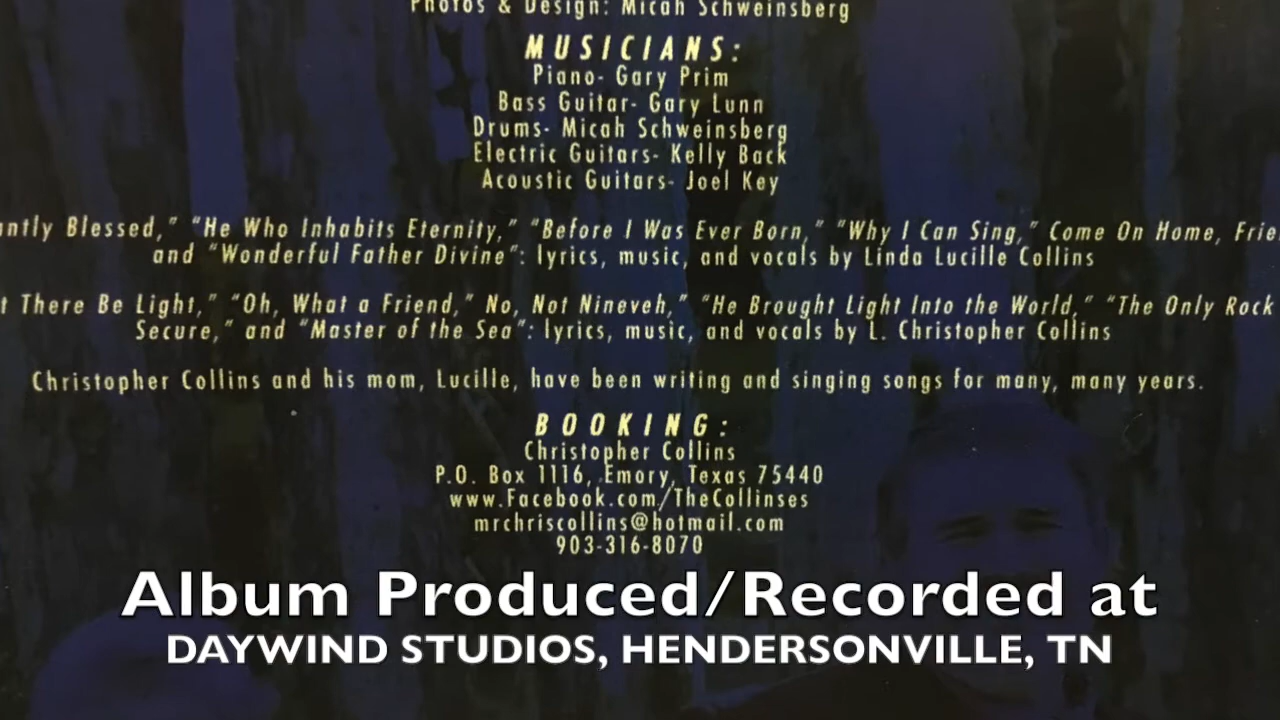 Photos & Design: Micah Schweinsberg
MUSICIANS:
Piano- Gary Prim
Bass Guitar- Gary Lunn
Drums- Micah Schweinsberg
Electric Guitars- Kelly Back
Acoustic Guitars- Joel Key
Blessed,” “He Who Inhabits Eternity,” “Before I Was Ever Born,” “Why I Can Sing,” Come On Home,
and “Wonderful Father Divine”: lyrics, music, and vocals by Linda Lucille Collins
There Be Light,” “Oh, What a Friend,” No, Not Nineveh,” “He Brought Light Into the World,” “The Only Rock
Secure,” and “Master of the Sea”: lyrics, music, and vocals by L. Christopher Collins
Christopher Collins and his mom, Lucille, have been writing and singing songs for many, many years.
BOOKING:
Christopher Collins
P.O. Box 1116, Emory, Texas 75440
www.Facebook.com/TheCollinses
mrchriscollins@hotmail.com
903-316-8070
Album Produced/Recorded at
DAYWIND STUDIOS, HENDERSONVILLE, TN